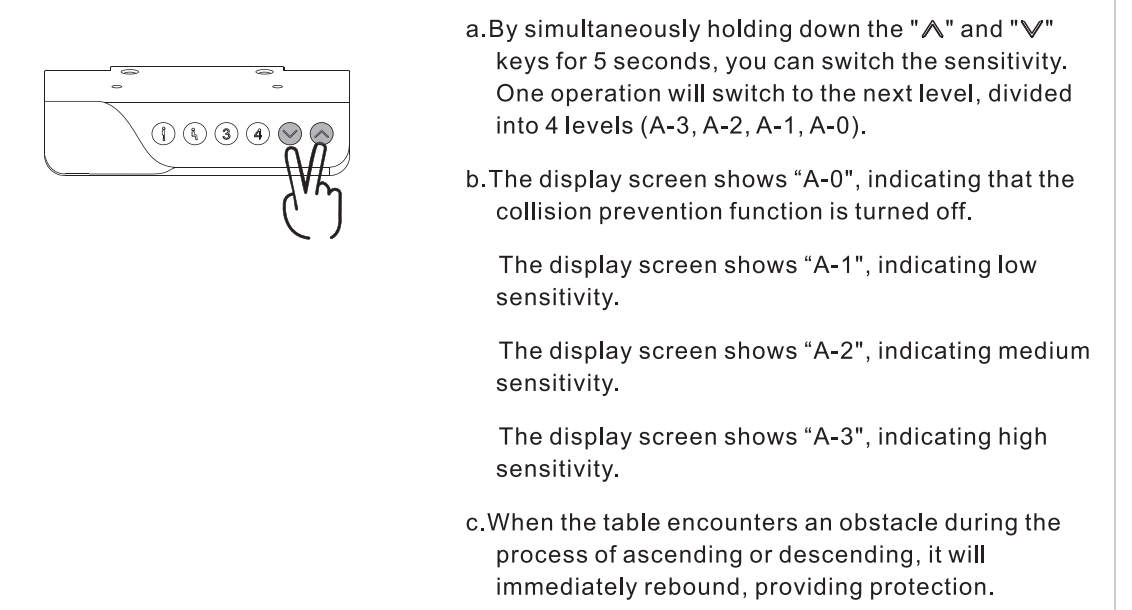 3 4
a.By simultaneously holding down the "∧" and "∨"
keys for 5 seconds, you can switch the sensitivity.
One operation will switch to the next level, divided
into 4 levels (A-3, A-2, A-1, A-0).
b.The display screen shows “A-0", indicating that the
collision prevention function is turned off.
The display screen shows “A-1", indicating low
sensitivity.
The display screen shows “A-2", indicating medium
sensitivity.
The display screen shows “A-3", indicating high
sensitivity.
c.When the table encounters an obstacle during the
process of ascending or descending, it will
immediately rebound, providing protection.